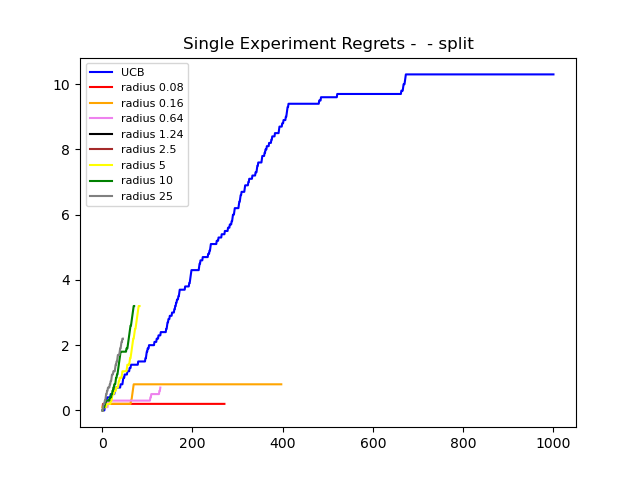 Single Experiment Regrets -  - split
UCB
radius 0.08
radius 0.16
radius 0.64
radius 1.24
radius 2.5
radius 5
radius 10
radius 25
10
8
6
4
2
0
0 200 400 600 800 1000